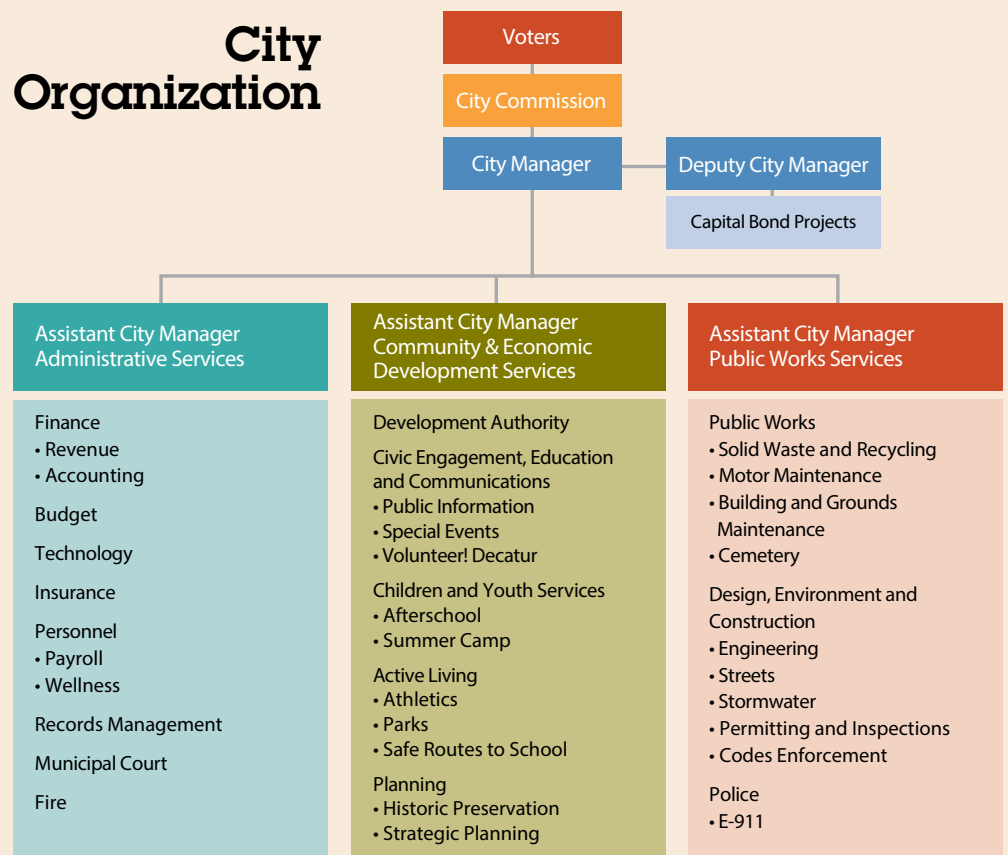 City
Organization
Voters
City Commission
City Manager
Deputy City Manager
Capital Bond Projects
Assistant City Manager
Administrative Services
Finance
• Revenue
• Accounting
Budget
Technology
Insurance
Personnel
• Payroll
• Wellness
Records Management
Municipal Court
Fire
Assistant City Manager
Community & Economic
Development Services
Development Authority
Civic Engagement, Education
and Communications
• Public Information
• Special Events
• Volunteer! Decatur
Children and Youth Services
• Afterschool
• Summer Camp
Active Living
• Athletics
• Parks
• Safe Routes to School
Planning
• Historic Preservation
• Strategic Planning
Assistant City Manager
Public Works Services
Public Works
• Solid Waste and Recycling
• Motor Maintenance
• Building and Grounds
Maintenance
• Cemetery
Design, Environment and
Construction
• Engineering
• Streets
• Stormwater
• Permitting and Inspections
• Codes Enforcement
Police
• E-911